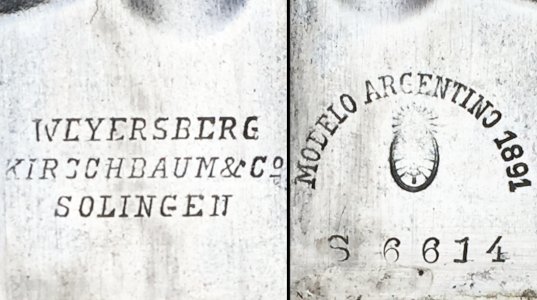 WEYERSBERG
KIRSCHBAUM & Cº
SOLINGEN
MODELO ARGENTINO 1891
S 6614